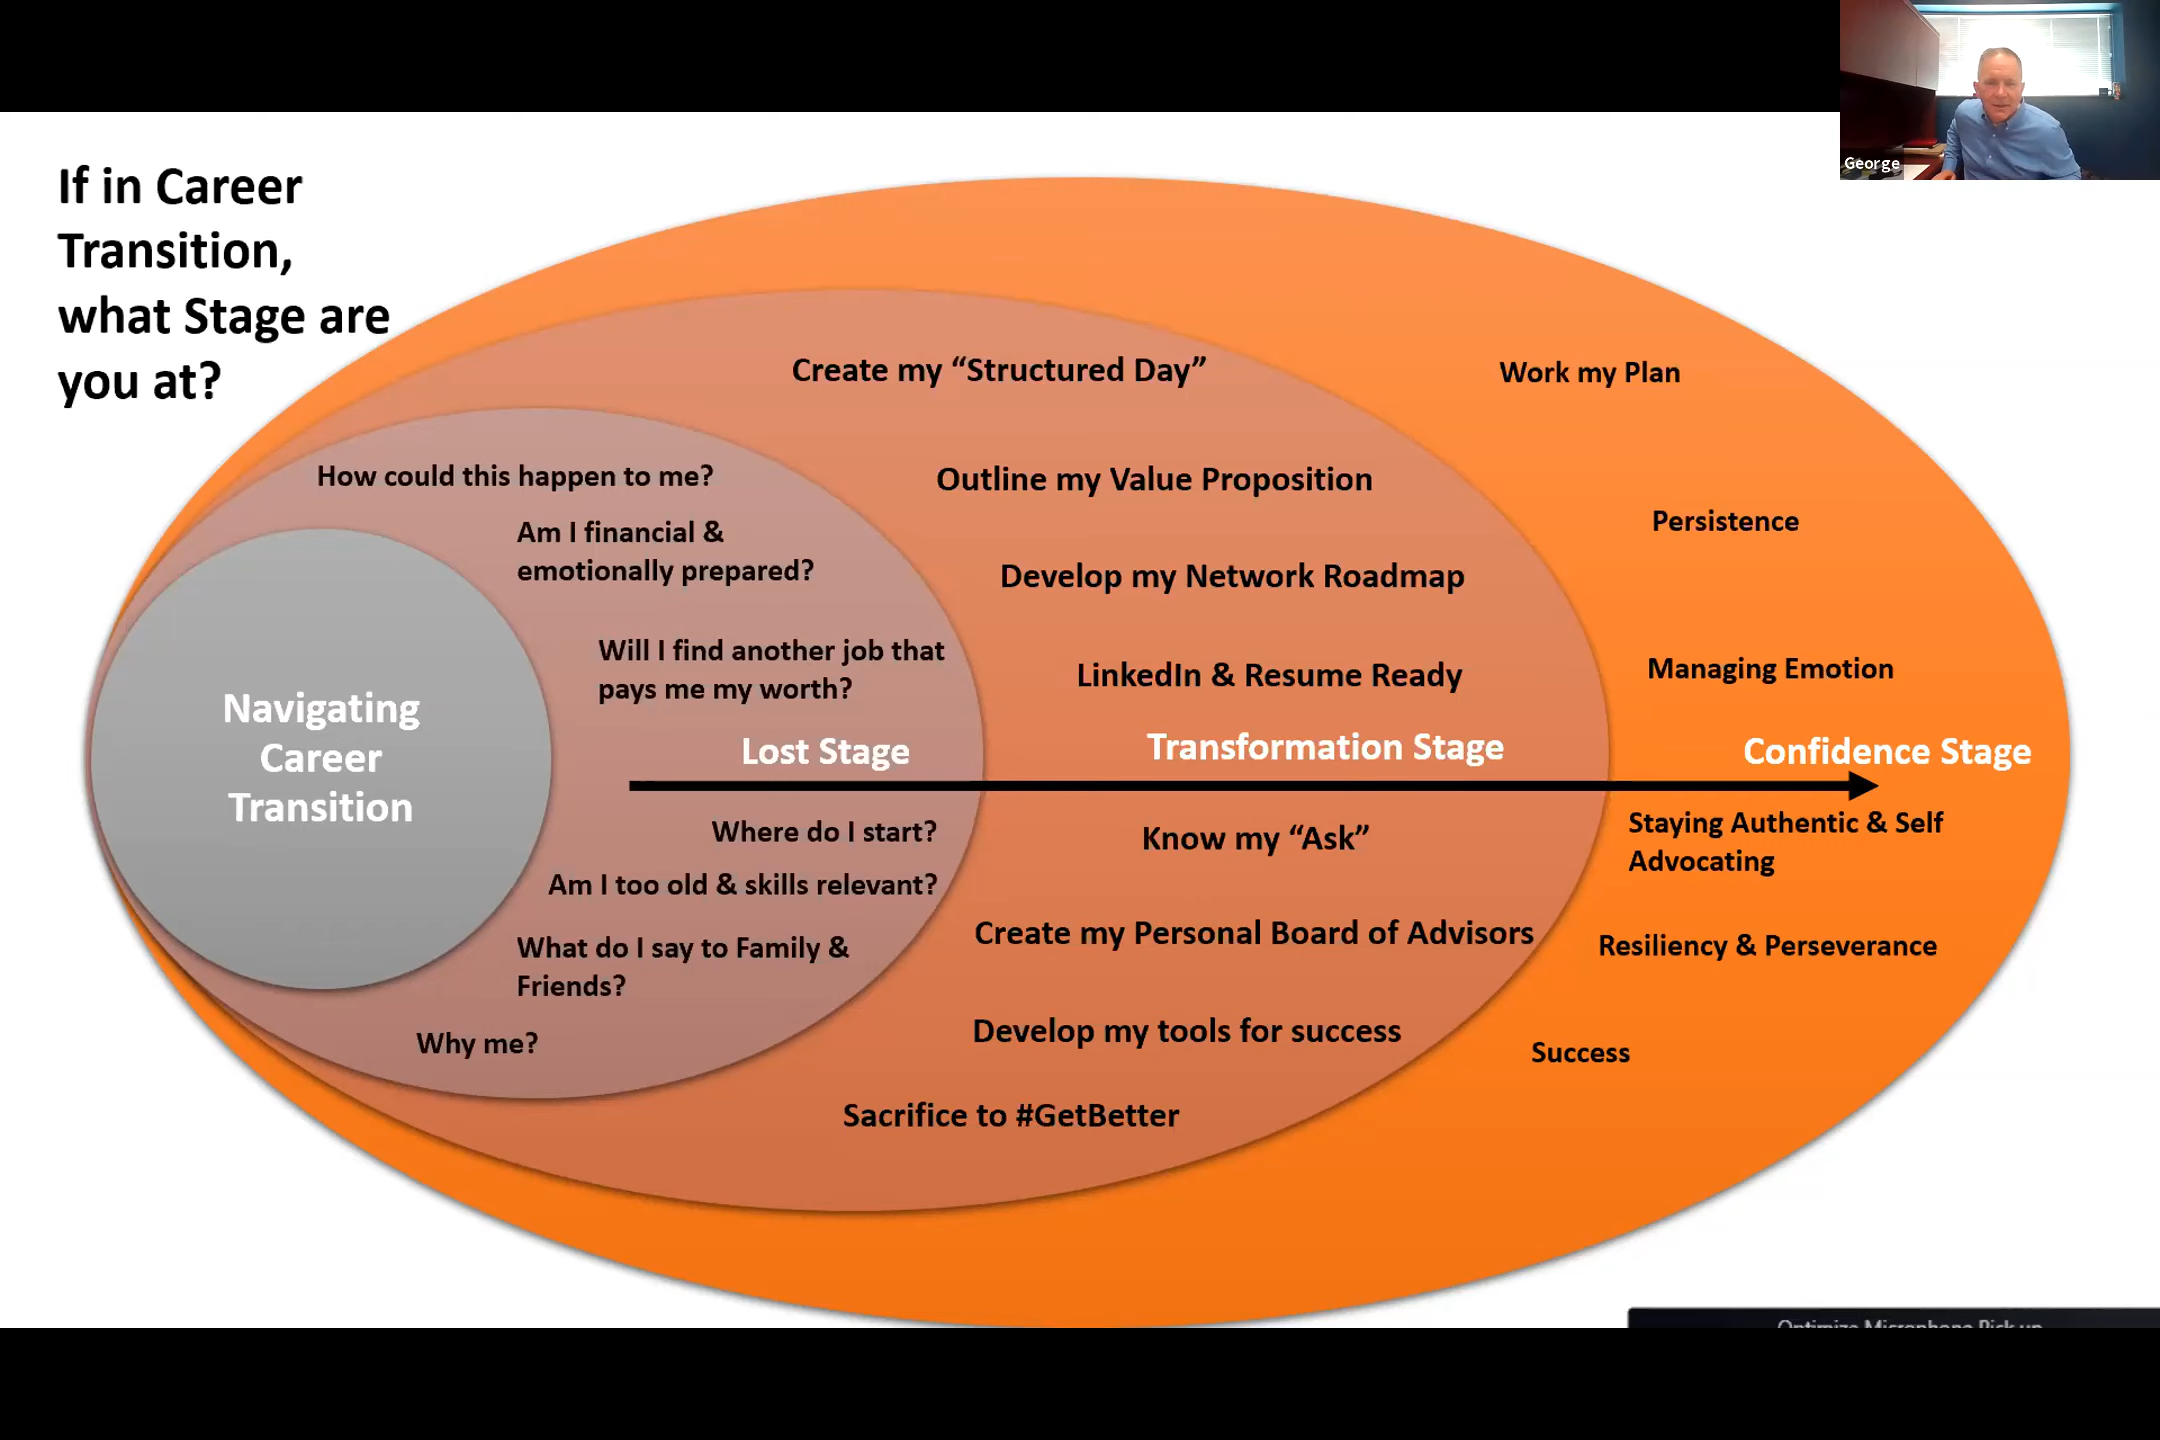 George
If in Career
Transition,
what Stage are
you at?
Navigating
Career
Transition
How could this happen to me?
Am I financial &
emotionally prepared?
Will I find another job that
pays me my worth?
Lost Stage
Where do I start?
Am I too old & skills relevant?
What do I say to Family &
Friends?
Why me?
Create my “Structured Day”
Outline my Value Proposition
Develop my Network Roadmap
LinkedIn & Resume Ready
Transformation Stage
Know my “Ask”
Create my Personal Board of Advisors
Develop my tools for success
Sacrifice to #GetBetter
Work my Plan
Persistence
Managing Emotion
Confidence Stage
Staying Authentic & Self
Advocating
Resiliency & Perseverance
Success
Optimize Microphone Pick up